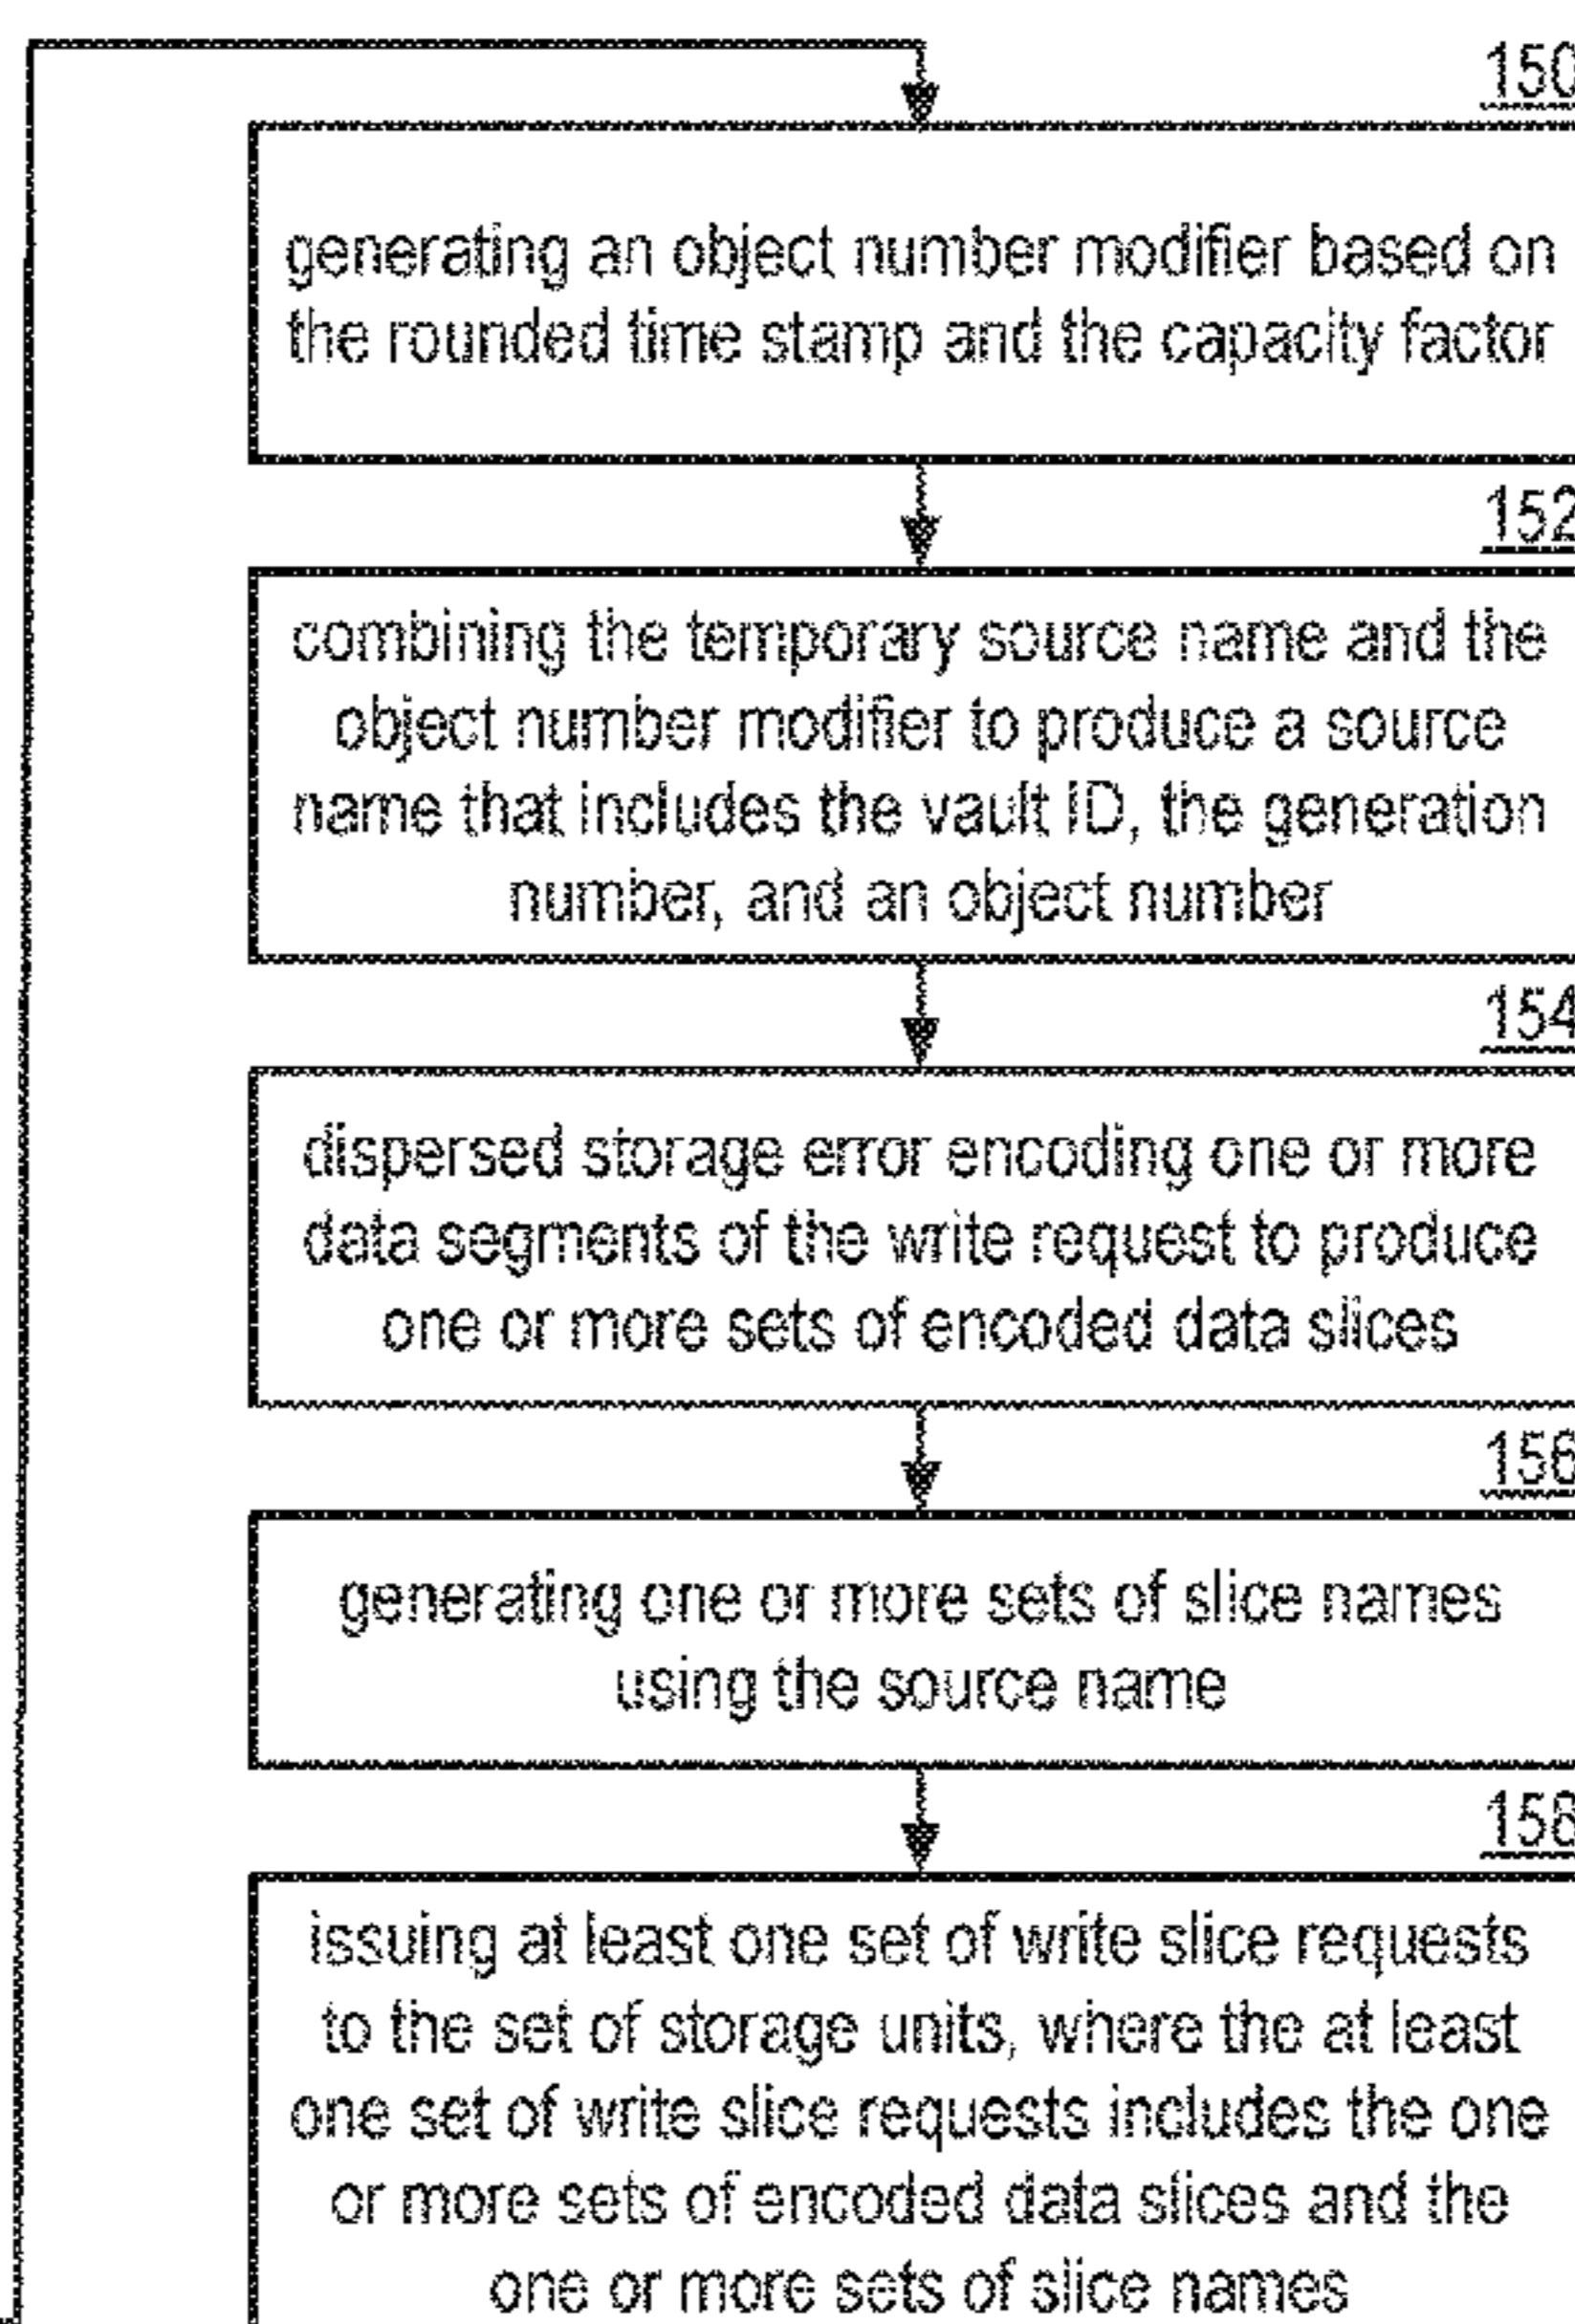 150
generating an object number modifier based on
the rounded time stamp and the capacity factor
152
combining the temporary source name and the
object number modifier to produce a source
name that includes the vault ID, the generation
number, and an object number
154
dispersed storage error encoding one or more
data segments of the write request to produce
one or more sets of encoded data slices
156
generating one or more sets of slice names
using the source name
158
issuing at least one set of write slice requests
to the set of storage units, where the at least
one set of write slice requests includes the one
or more sets of encoded data slices and the
one or more sets of slice names